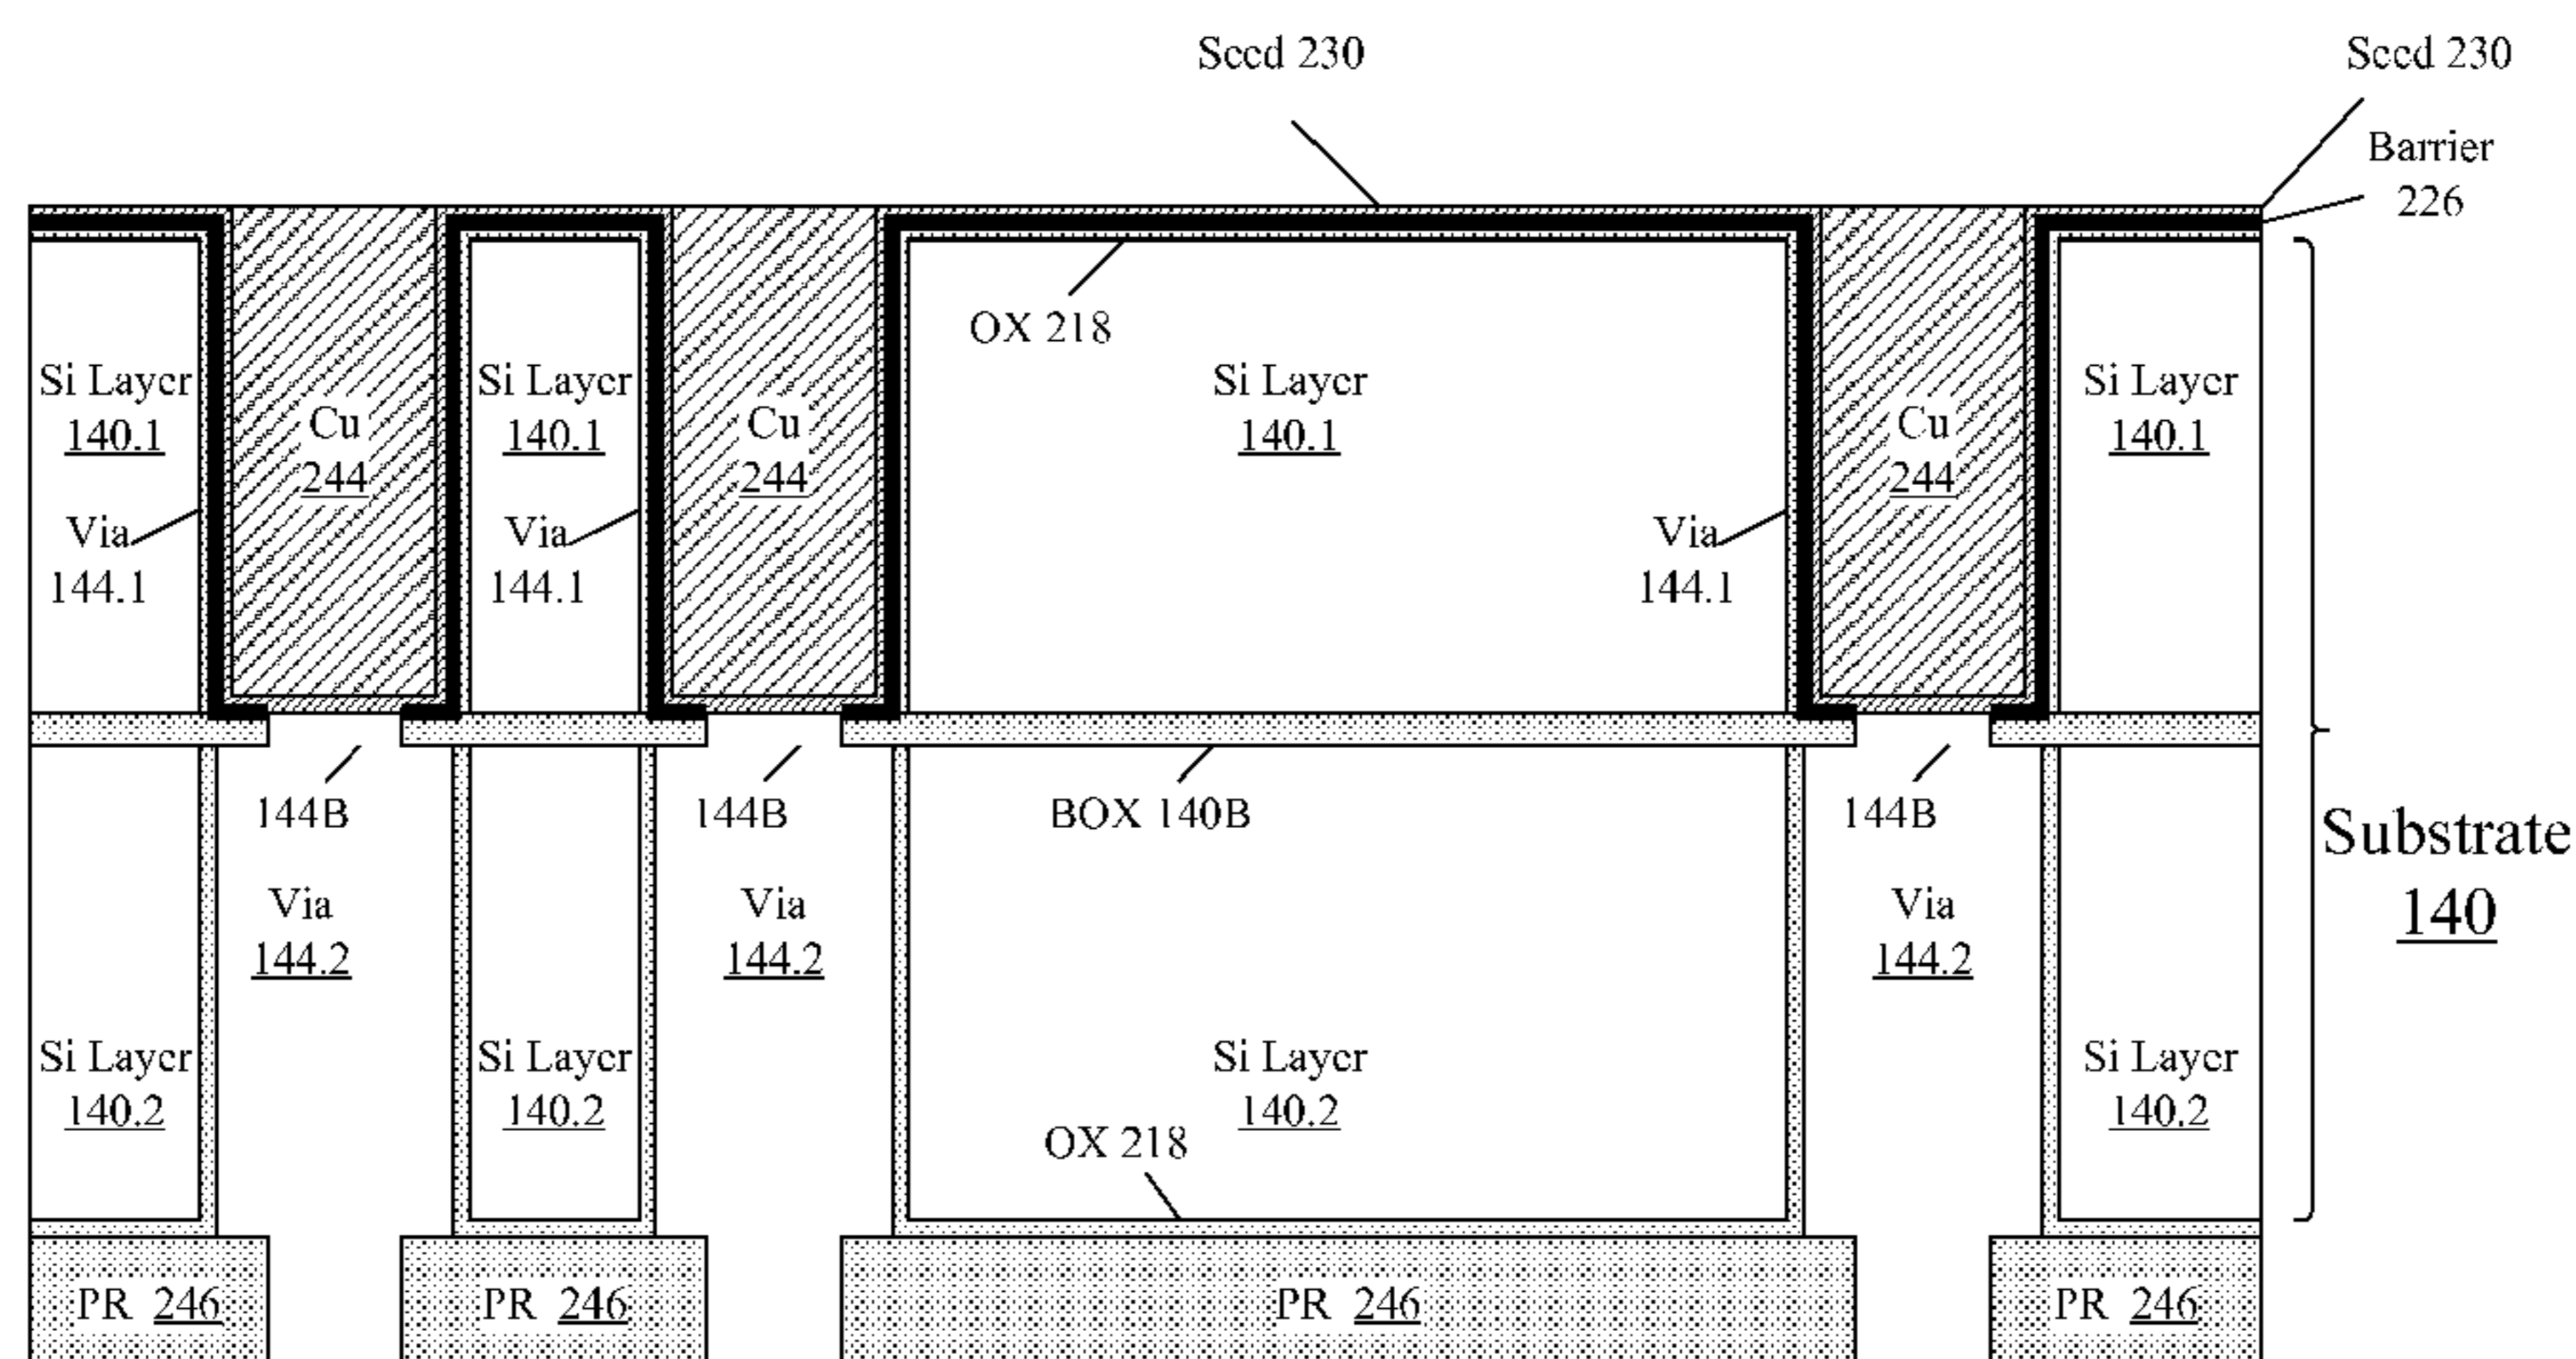 Seed 230
Seed 230
Barrier
226
OX 218
Si Layer
140.1
Cu
244
Si Layer
140.1
Cu
244
Si Layer
140.1
Cu
244
Si Layer
140.1
Via
144.1
Via
144.1
Via
144.1
144B
144B
BOX 140B
144B
Substrate
140
Via
144.2
Via
144.2
Via
144.2
Si Layer
140.2
Si Layer
140.2
Si Layer
140.2
Si Layer
140.2
OX 218
PR 246
PR 246
PR 246
PR 246